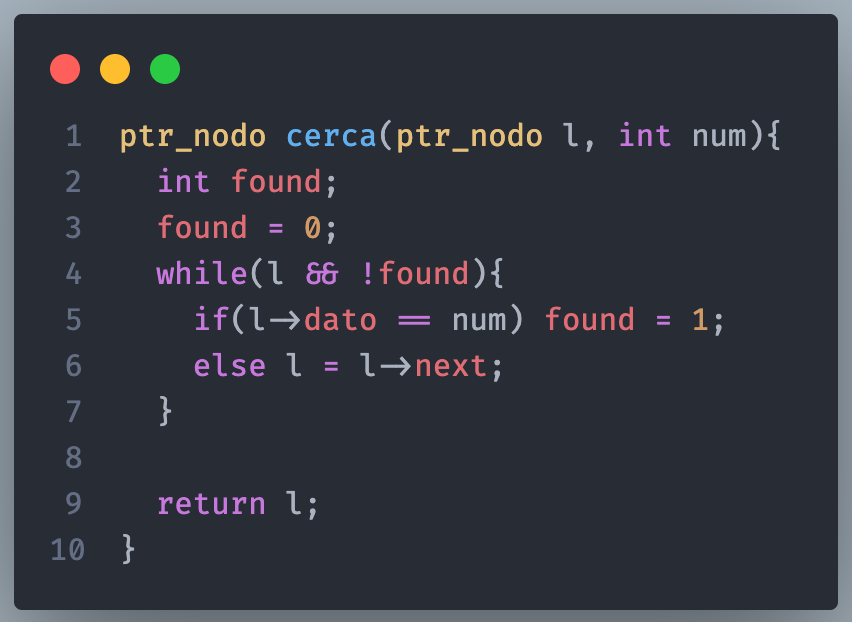 1 ptr_nodo cerca(ptr_nodo l, int num){
2   int found;
3   found = 0;
4   while(l && !found){
5     if(l->dato == num) found = 1;
6     else l = l->next;
7   }
8
9   return l;
10 }